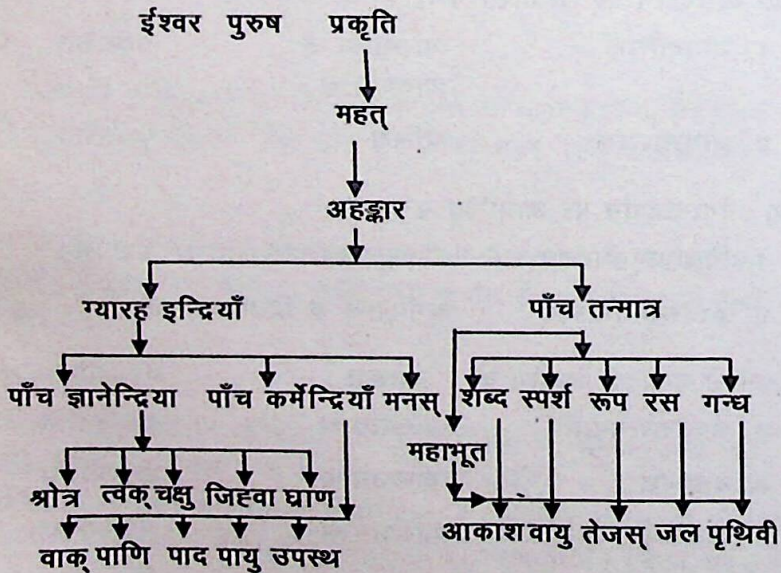 ईश्वर पुरुष प्रकृति
महत्
अहङ्कार
ग्यारह इन्द्रियाँ पाँच तन्मात्र
पाँच ज्ञानेन्द्रिया पाँच कर्मेन्द्रियाँ मनस् शब्द स्पर्श रूप रस गन्ध
महाभूत
श्रोत्र त्वक् चक्षु जिह्वा घ्राण
आकाश वायु तेजस् जल पृथिवी
वाक् पाणि पाद पायु उपस्थ